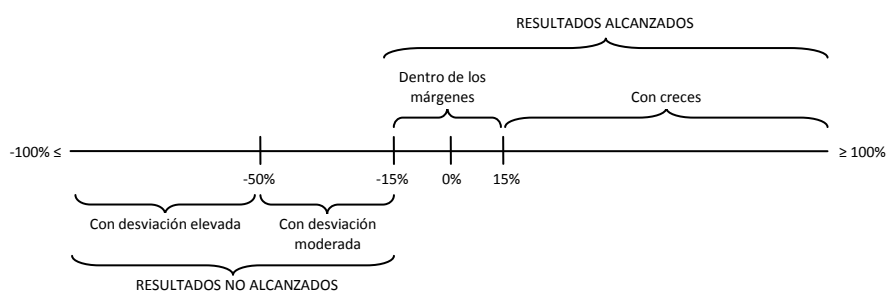 RESULTADOS ALCANZADOS
Dentro de los
márgenes
Con creces
-100% ≤
≥ 100%
-50%
-15%
0%
15%
Con desviación elevada
Con desviación
moderada
RESULTADOS NO ALCANZADOS